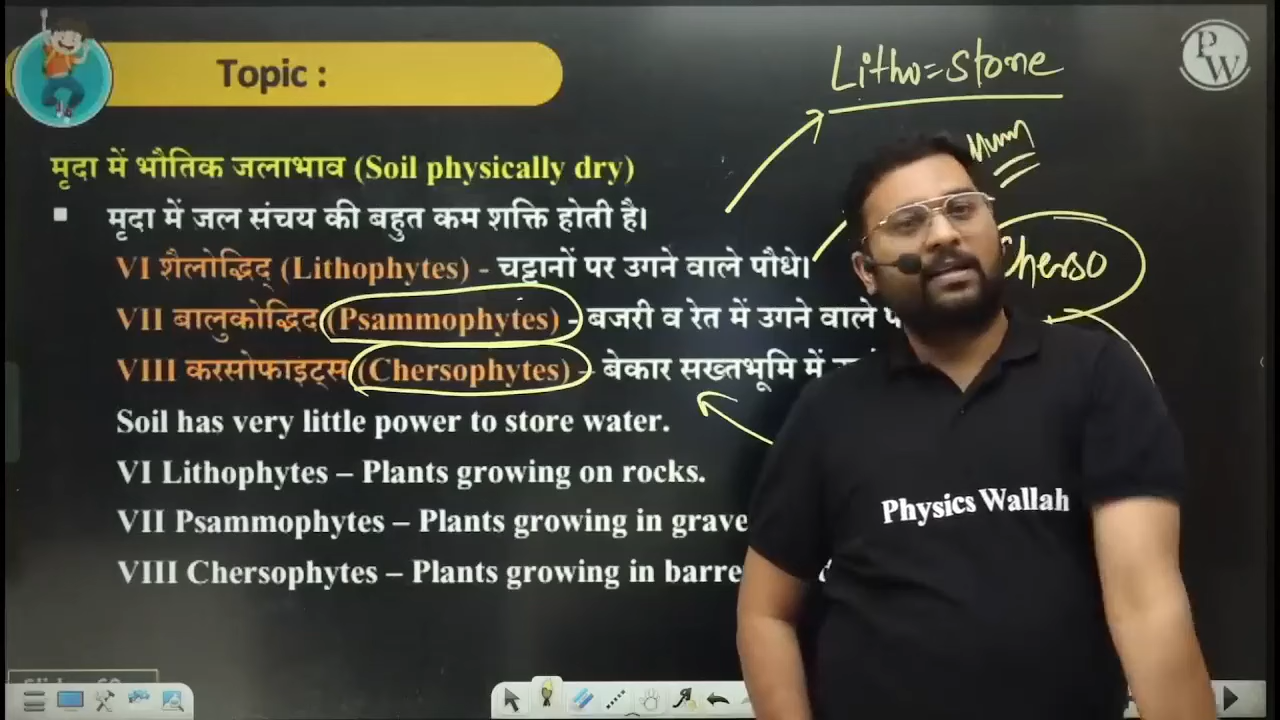 Topic :
Litho=Stone
PW
मृदा में भौतिक जलाभाव (Soil physically dry)
मृदा में जल संचय की बहुत कम शक्ति होती है।
VI शैलोद्भिद् (Lithophytes) - चट्टानों पर उगने वाले पौधे।
Cherso
VII बालुकोद्भिद (Psammophytes) - बजरी व रेत में उगने वाले
VIII करसोफाइट्स (Chersophytes) - बेकार सख्तभूमि में
Soil has very little power to store water.
VI Lithophytes – Plants growing on rocks.
VII Psammophytes – Plants growing in grave
VIII Chersophytes – Plants growing in barre
Physics Wallah